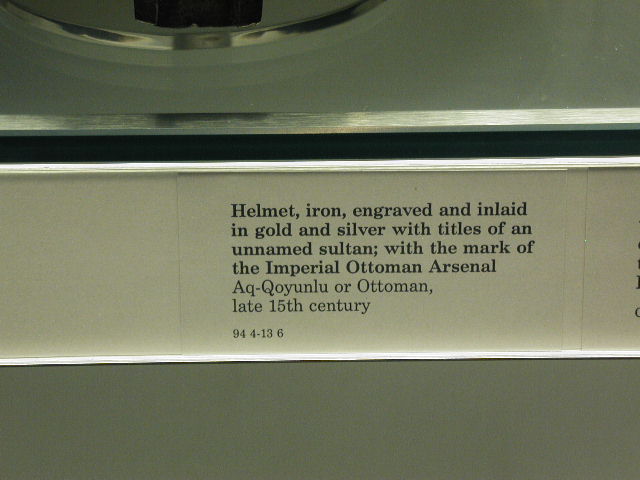 Helmet, iron, engraved and inlaid
in gold and silver with titles of an
unnamed sultan; with the mark of
the Imperial Ottoman Arsenal
Aq-Qoyunlu or Ottoman,
late 15th century
94 4-13 6